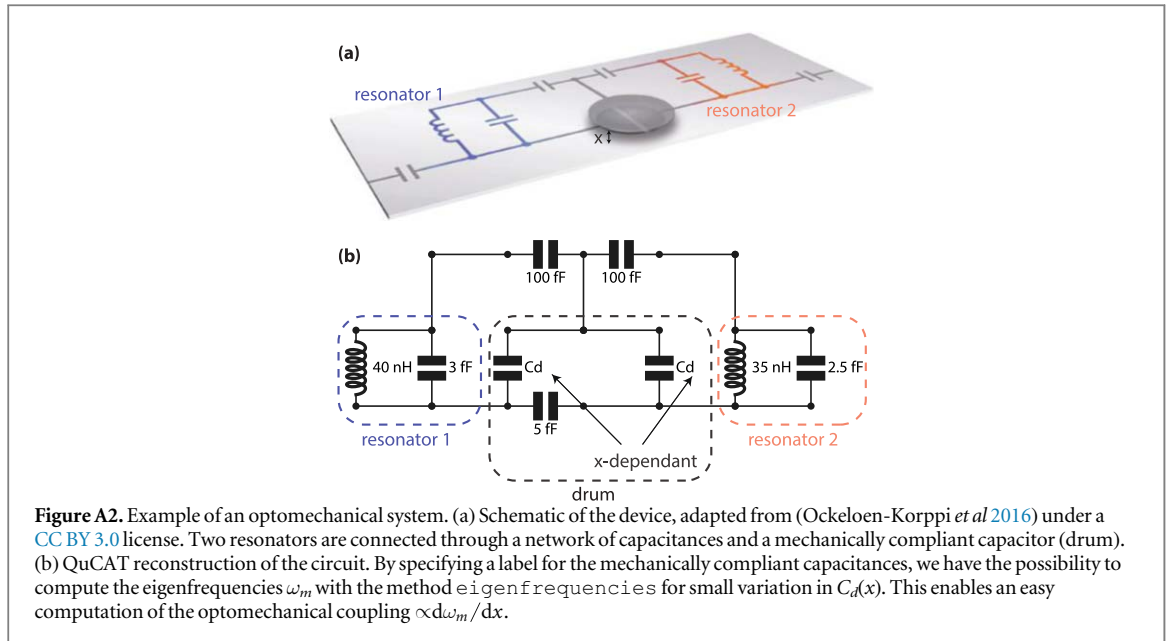 (a)
resonator 1
resonator 2
x
(b)
100 fF
100 fF
40 nH
3 fF
Cd
Cd
35 nH
2.5 fF
5 fF
resonator 1
resonator 2
x-dependant
drum
Figure A2. Example of an optomechanical system. (a) Schematic of the device, adapted from (Ockeloen-Korppi et al 2016) under a
CC BY 3.0 license. Two resonators are connected through a network of capacitances and a mechanically compliant capacitor (drum).
(b) QuCAT reconstruction of the circuit. By specifying a label for the mechanically compliant capacitances, we have the possibility to
compute the eigenfrequencies ωm with the method eigenfrequencies for small variation in Cd(x). This enables an easy
computation of the optomechanical coupling ∝dωm/dx.